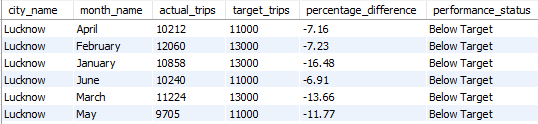 city_name month_name actual_trips target_trips percentage_difference performance_status
Lucknow April 10212 11000 -7.16 Below Target
Lucknow February 12060 13000 -7.23 Below Target
Lucknow January 10858 13000 -16.48 Below Target
Lucknow June 10240 11000 -6.91 Below Target
Lucknow March 11224 13000 -13.66 Below Target
Lucknow May 9705 11000 -11.77 Below Target